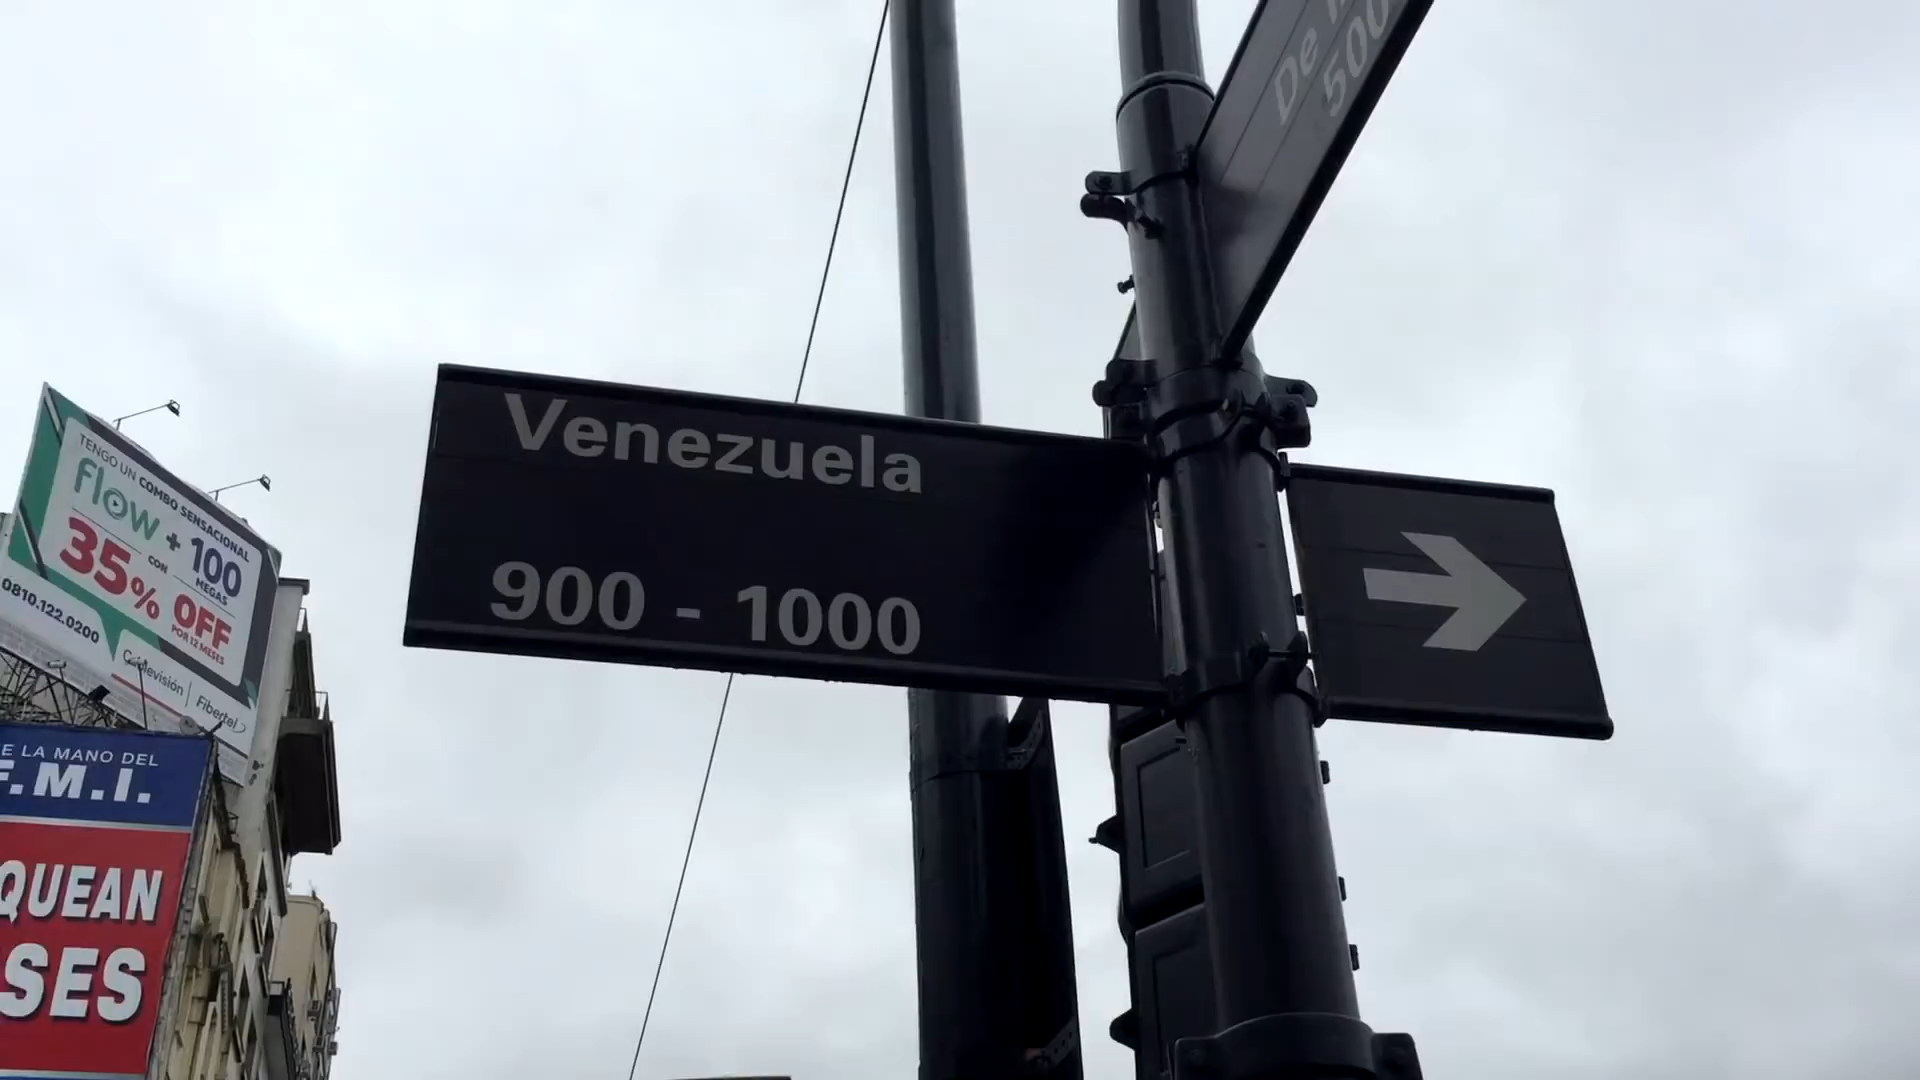 Venezuela
900 - 1000
De
500
TENGO UN COMBO SENSACIONAL
flow + 100
MEGAS
CON
35% OFF
POR 12 MESES
0810.122.0200
Cablevisión | Fibertel
LA MANO DEL
F.M.I.
QUEAN
SES